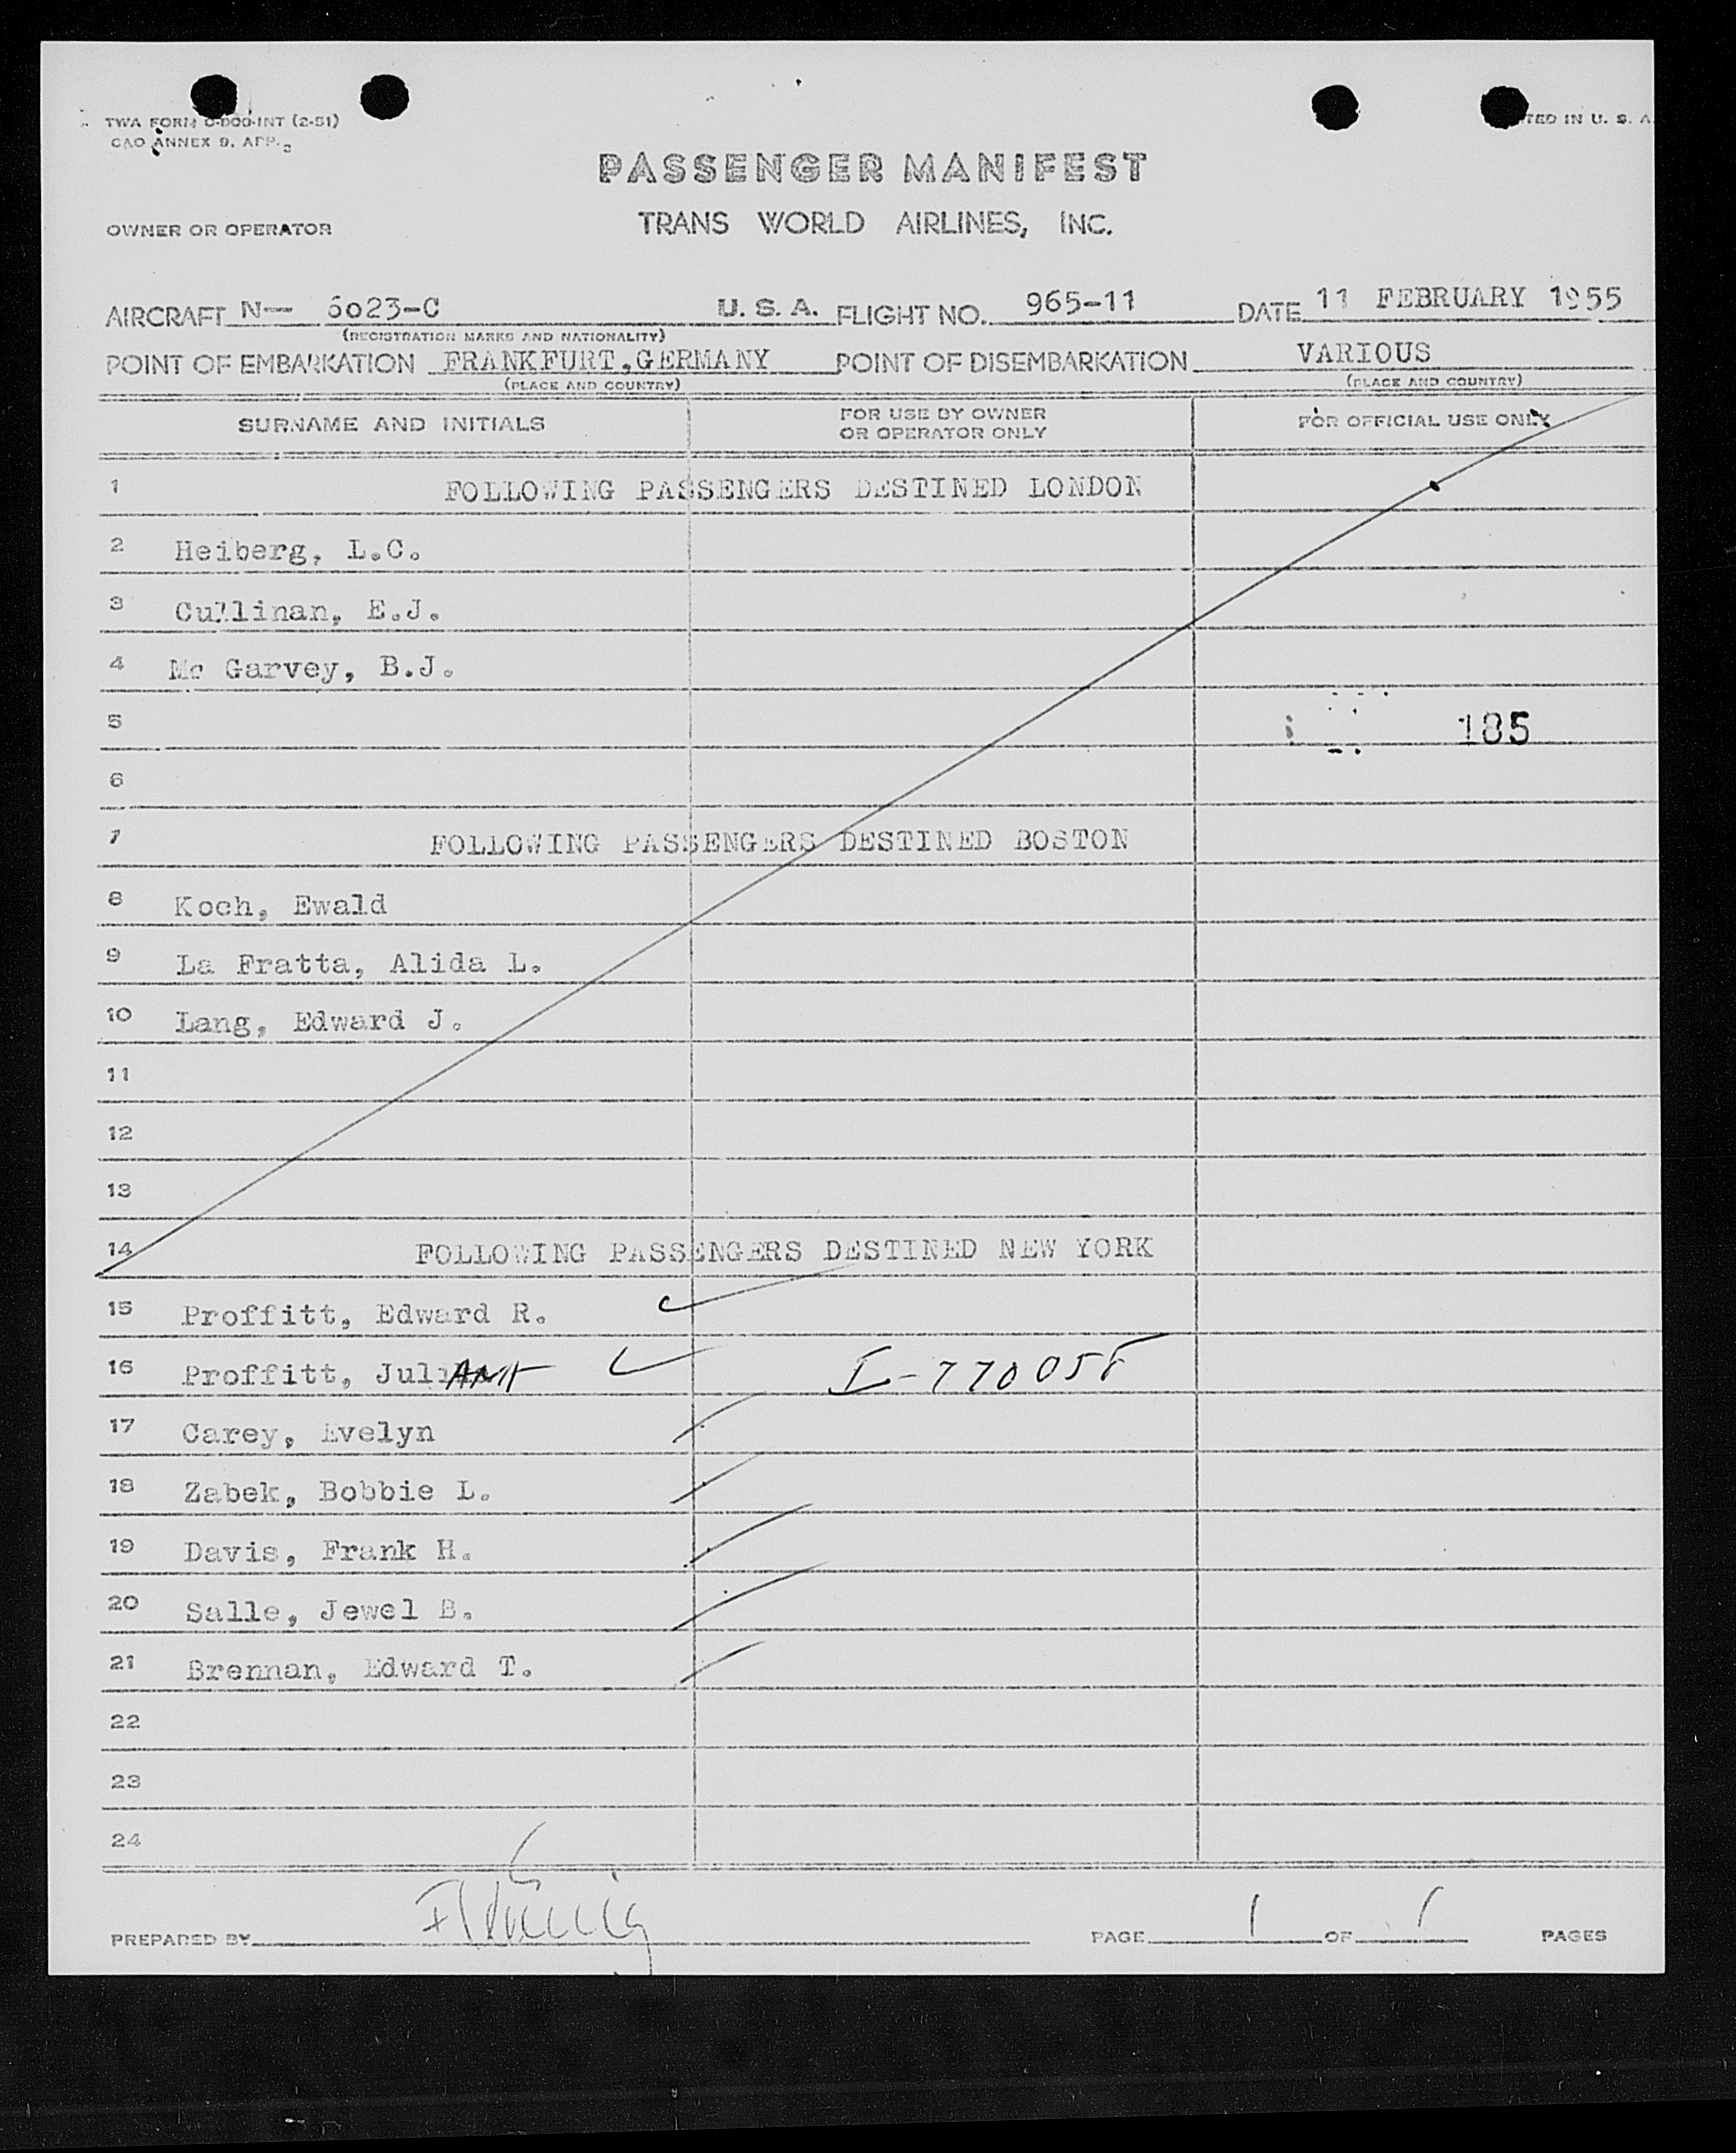 TWA FORM O-800-INT (2-51)
CAO ANNEX 9, APP. 3
TED IN U. S. A.
PASSENGER MANIFEST
OWNER OR OPERATOR TRANS WORLD AIRLINES, INC.
AIRCRAFT N— 6023-C U. S. A. FLIGHT NO. 965-11 DATE 11 FEBRUARY 1955
(REGISTRATION MARKS AND NATIONALITY)
POINT OF EMBARKATION FRANKFURT, GERMANY POINT OF DISEMBARKATION VARIOUS
(PLACE AND COUNTRY) (PLACE AND COUNTRY)
SURNAME AND INITIALS FOR USE BY OWNER OR OPERATOR ONLY FOR OFFICIAL USE ONLY
1 FOLLOWING PASSENGERS DESTINED LONDON
2 Heiberg, L.C.
3 Cullinan, E.J.
4 Mc Garvey, B.J.
5 185
6
7 FOLLOWING PASSENGERS DESTINED BOSTON
8 Koch, Ewald
9 La Fratta, Alida L.
10 Lang, Edward J.
11
12
13
14 FOLLOWING PASSENGERS DESTINED NEW YORK
15 Proffitt, Edward R.
16 Proffitt, Juli I-770058
17 Carey, Evelyn
18 Zabek, Bobbie L.
19 Davis, Frank H.
20 Salle, Jewel B.
21 Brennan, Edward T.
22
23
24
PREPARED BY PAGE 1 OF 1 PAGES